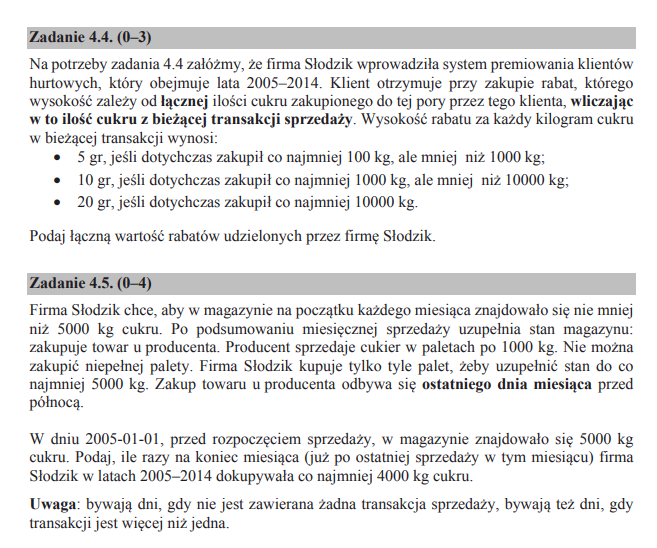 Zadanie 4.4. (0–3)
Na potrzeby zadania 4.4 załóżmy, że firma Słodzik wprowadziła system premiowania klientów
hurtowych, który obejmuje lata 2005–2014. Klient otrzymuje przy zakupie rabat, którego
wysokość zależy od łącznej ilości cukru zakupionego do tej pory przez tego klienta, wliczając
w to ilość cukru z bieżącej transakcji sprzedaży. Wysokość rabatu za każdy kilogram cukru
w bieżącej transakcji wynosi:
• 5 gr, jeśli dotychczas zakupił co najmniej 100 kg, ale mniej niż 1000 kg;
• 10 gr, jeśli dotychczas zakupił co najmniej 1000 kg, ale mniej niż 10000 kg;
• 20 gr, jeśli dotychczas zakupił co najmniej 10000 kg.
Podaj łączną wartość rabatów udzielonych przez firmę Słodzik.
Zadanie 4.5. (0–4)
Firma Słodzik chce, aby w magazynie na początku każdego miesiąca znajdowało się nie mniej
niż 5000 kg cukru. Po podsumowaniu miesięcznej sprzedaży uzupełnia stan magazynu:
zakupuje towar u producenta. Producent sprzedaje cukier w paletach po 1000 kg. Nie można
zakupić niepełnej palety. Firma Słodzik kupuje tylko tyle palet, żeby uzupełnić stan do co
najmniej 5000 kg. Zakup towaru u producenta odbywa się ostatniego dnia miesiąca przed
północą.
W dniu 2005-01-01, przed rozpoczęciem sprzedaży, w magazynie znajdowało się 5000 kg
cukru. Podaj, ile razy na koniec miesiąca (już po ostatniej sprzedaży w tym miesiącu) firma
Słodzik w latach 2005–2014 dokupywała co najmniej 4000 kg cukru.
Uwaga: bywają dni, gdy nie jest zawierana żadna transakcja sprzedaży, bywają też dni, gdy
transakcji jest więcej niż jedna.